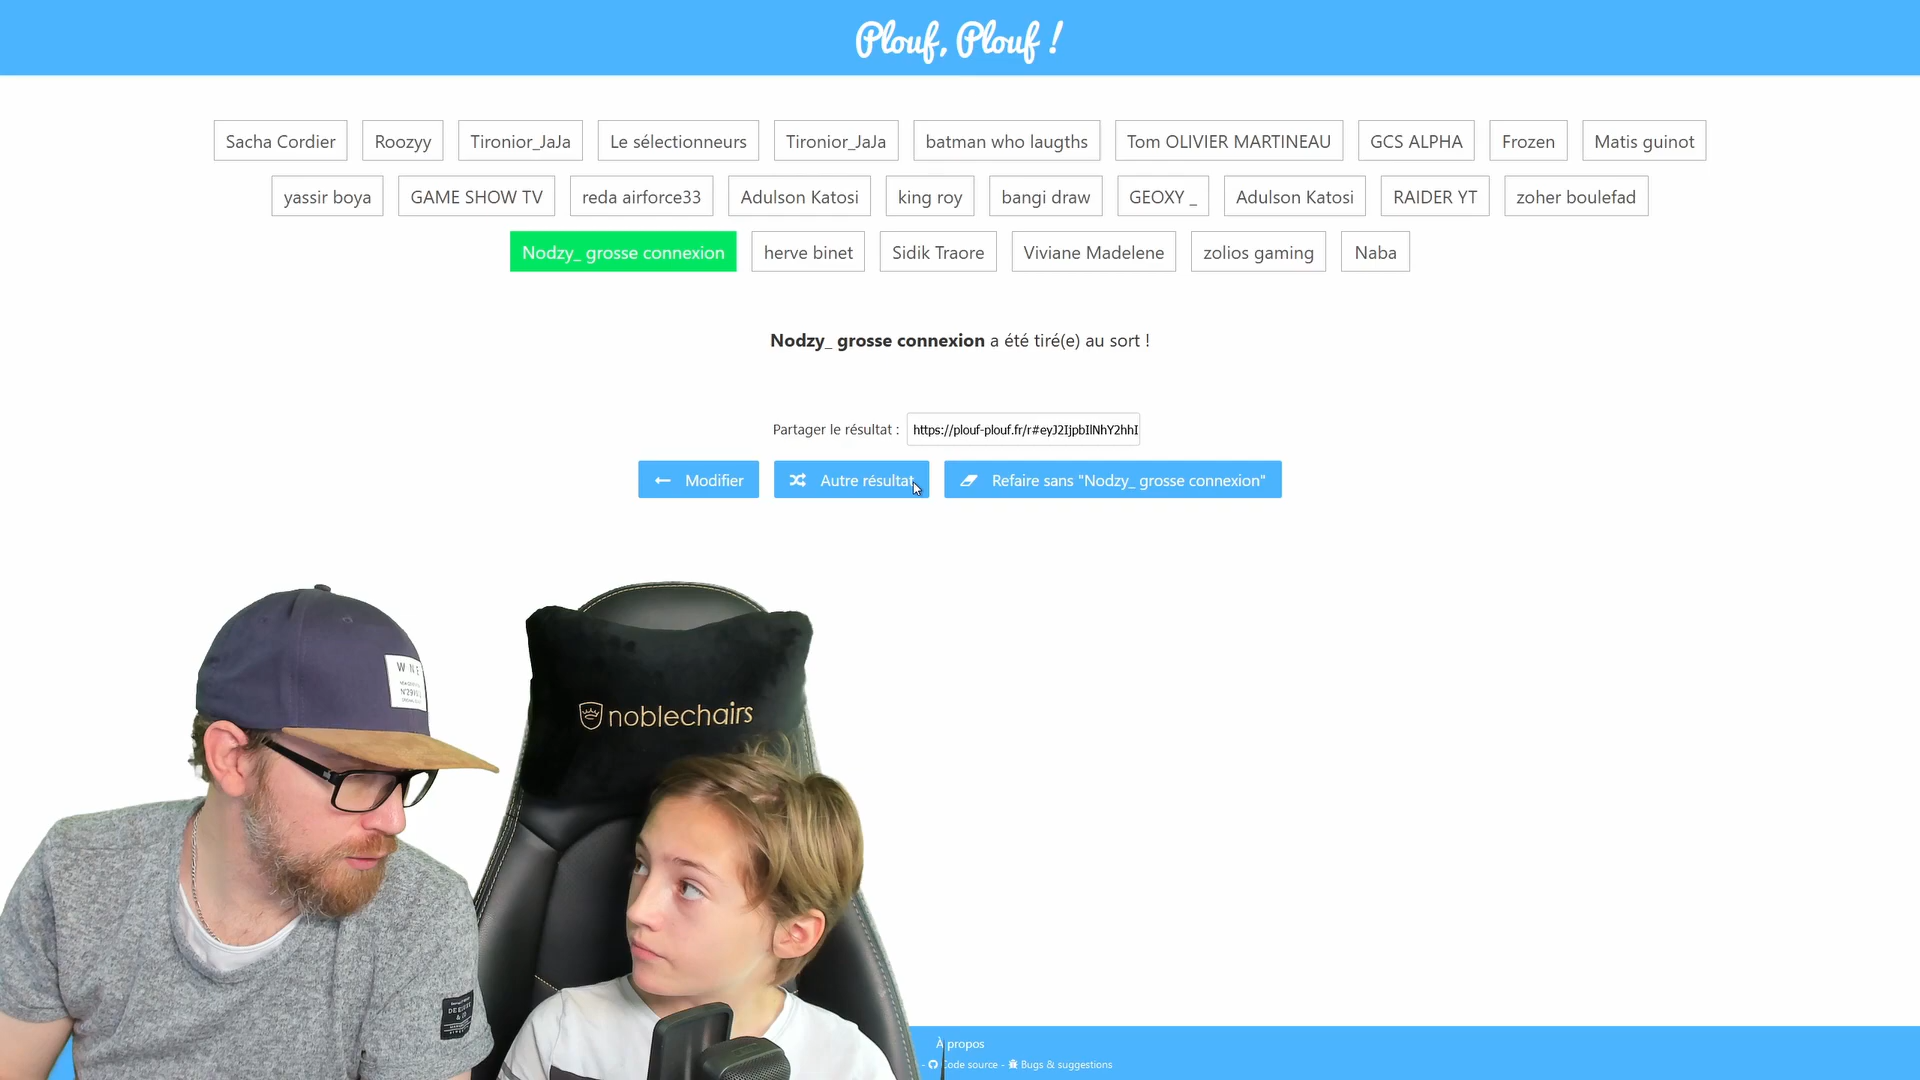 Plouf, Plouf !
Sacha Cordier Roozyy Tironior_JaJa Le sélectionneurs Tironior_JaJa batman who laugths Tom OLIVIER MARTINEAU GCS ALPHA Frozen Matis guinot
yassir boya GAME SHOW TV reda airforce33 Adulson Katosi king roy bangi draw GEOXY _ Adulson Katosi RAIDER YT zoher boulefad
Nodzy_ grosse connexion herve binet Sidik Traore Viviane Madelene zolios gaming Naba
Nodzy_ grosse connexion a été tiré(e) au sort !
Partager le résultat : https://plouf-plouf.fr/r#eyJ2IjpbIlNhY2hhI
Modifier Autre résultat Refaire sans "Nodzy_ grosse connexion"
noblechairs
À propos
- Code source - Bugs & suggestions